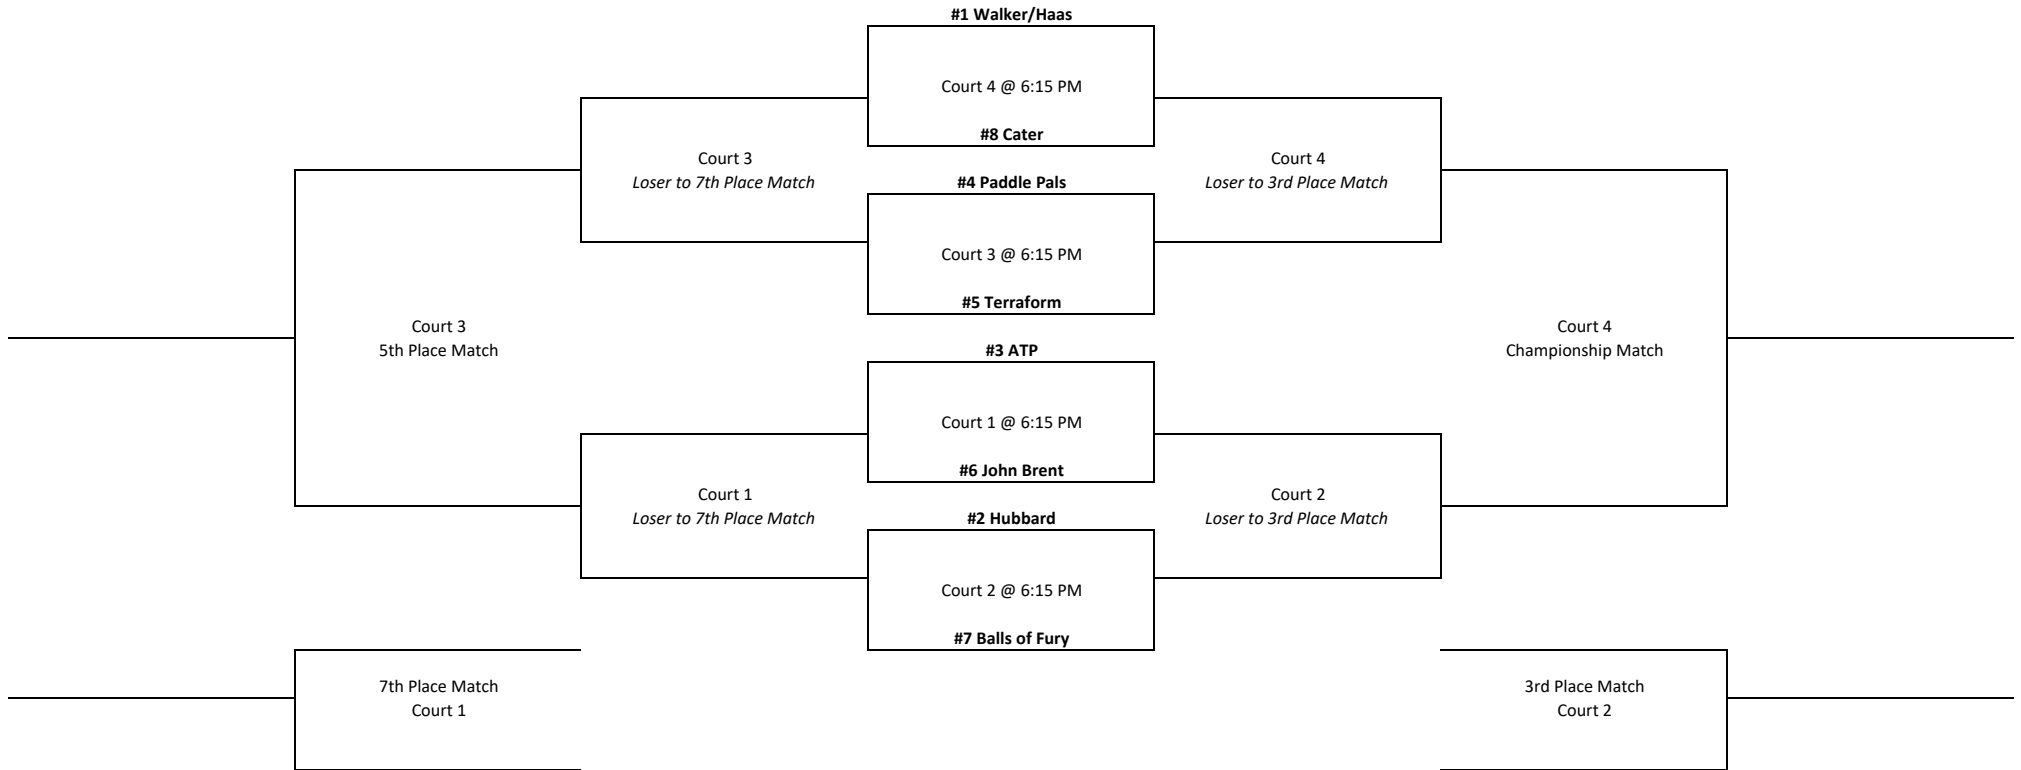 #1 Walker/Haas
Court 4 @ 6:15 PM
#8 Cater
Court 3
Loser to 7th Place Match
Court 4
Loser to 3rd Place Match
#4 Paddle Pals
Court 3 @ 6:15 PM
#5 Terraform
Court 3
5th Place Match
Court 4
Championship Match
#3 ATP
Court 1 @ 6:15 PM
#6 John Brent
Court 1
Loser to 7th Place Match
Court 2
Loser to 3rd Place Match
#2 Hubbard
Court 2 @ 6:15 PM
#7 Balls of Fury
7th Place Match
Court 1
3rd Place Match
Court 2